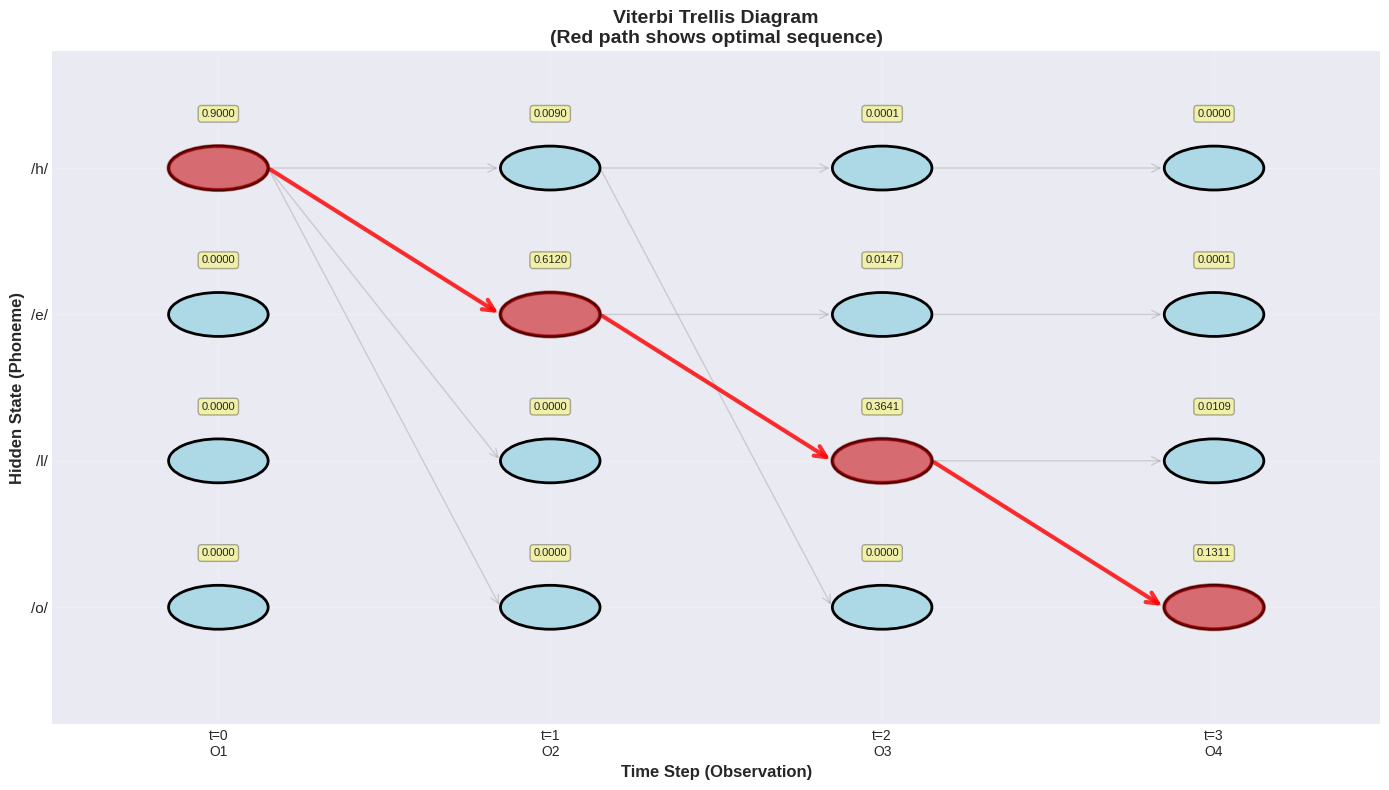 Viterbi Trellis Diagram
(Red path shows optimal sequence)
0.9000 0.0090 0.0001 0.0000
/h/
0.0000 0.6120 0.0147 0.0001
/e/
0.0000 0.0000 0.3641 0.0109
/l/
0.0000 0.0000 0.0000 0.1311
/o/
Hidden State (Phoneme)
t=0 t=1 t=2 t=3
O1 O2 O3 O4
Time Step (Observation)